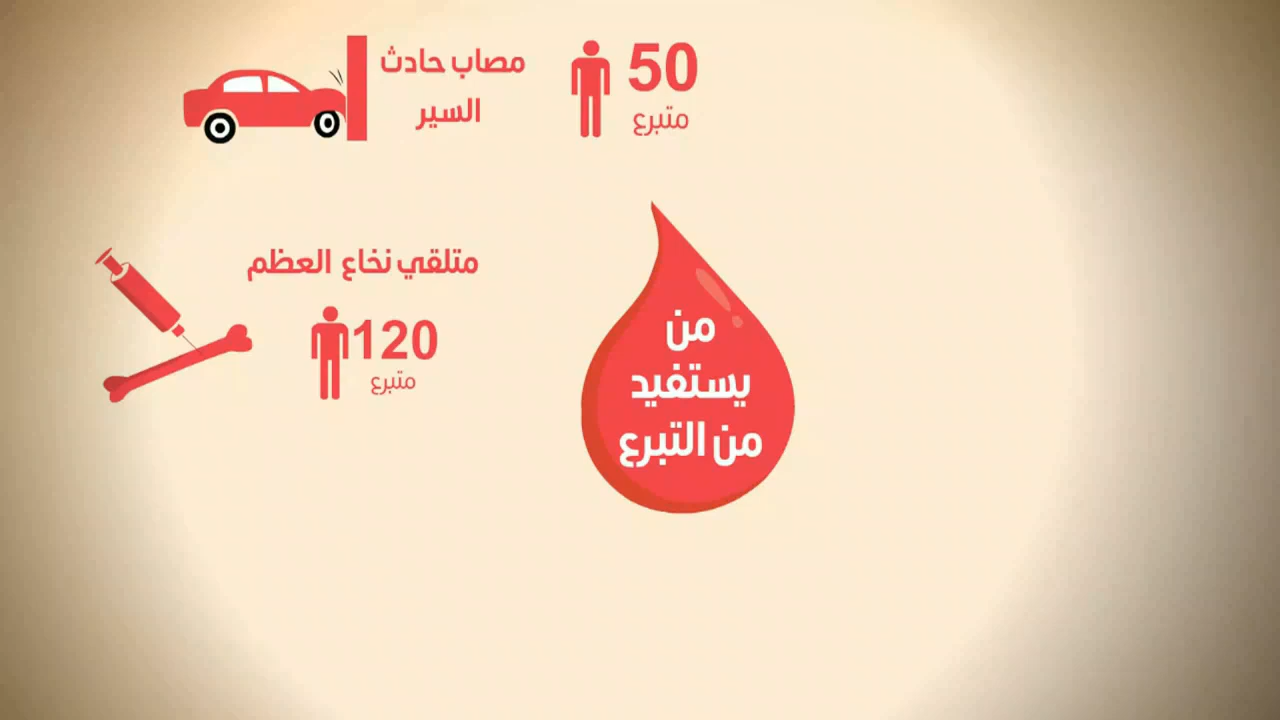 مصاب حادث
السير
50
متبرع
متلقي نخاع العظم
120
متبرع
من
يستفيد
من التبرع